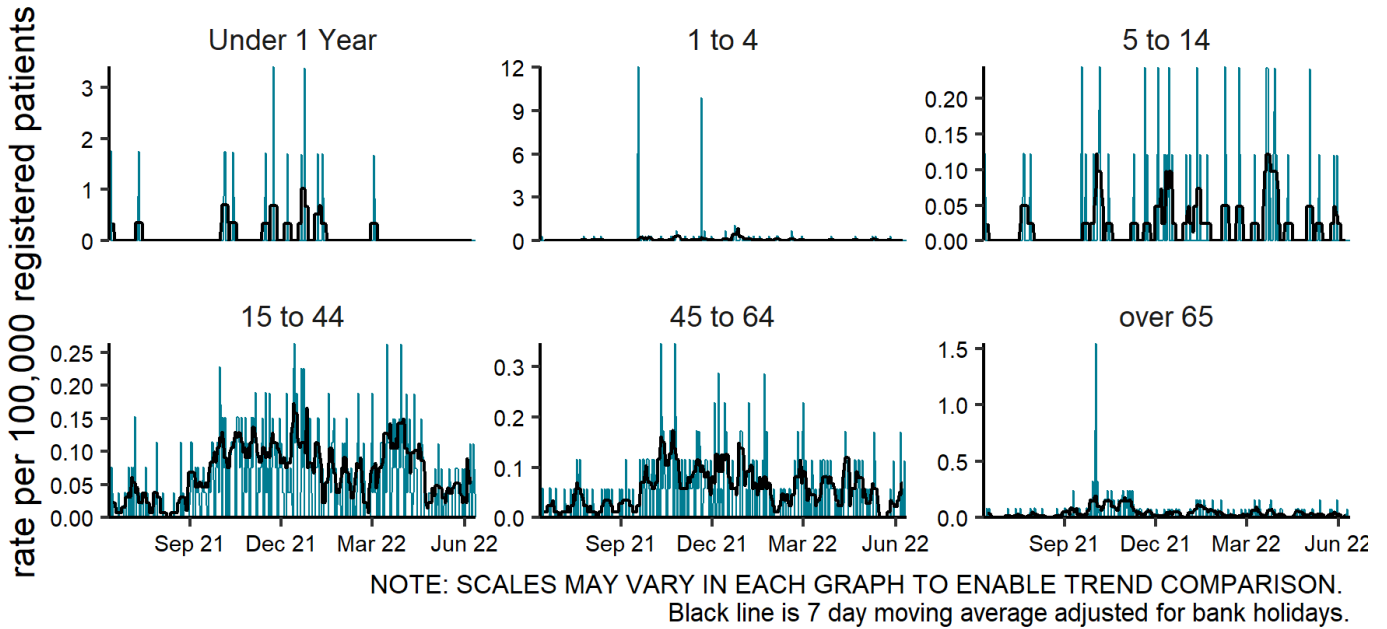 rate per 100,000 registered patients
Under 1 Year
3
2
1
0
1 to 4
12
9
6
3
0
5 to 14
0.20
0.15
0.10
0.05
0.00
15 to 44
0.25
0.20
0.15
0.10
0.05
0.00
Sep 21 Dec 21 Mar 22 Jun 22
45 to 64
0.3
0.2
0.1
0.0
Sep 21 Dec 21 Mar 22 Jun 22
over 65
1.5
1.0
0.5
0.0
Sep 21 Dec 21 Mar 22 Jun 22
NOTE: SCALES MAY VARY IN EACH GRAPH TO ENABLE TREND COMPARISON.
Black line is 7 day moving average adjusted for bank holidays.